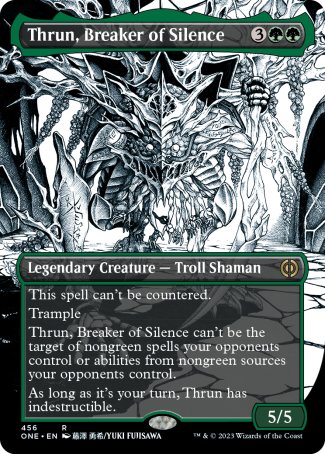 Thrun, Breaker of Silence 3
Legendary Creature — Troll Shaman
This spell can't be countered.
Trample
Thrun, Breaker of Silence can't be the
target of nongreen spells your opponents
control or abilities from nongreen sources
your opponents control.
As long as it's your turn, Thrun has
indestructible.
5/5
456 R
ONE • EN 藤澤 勇希/YUKI FUJISAWA
™ & © 2023 Wizards of the Coast